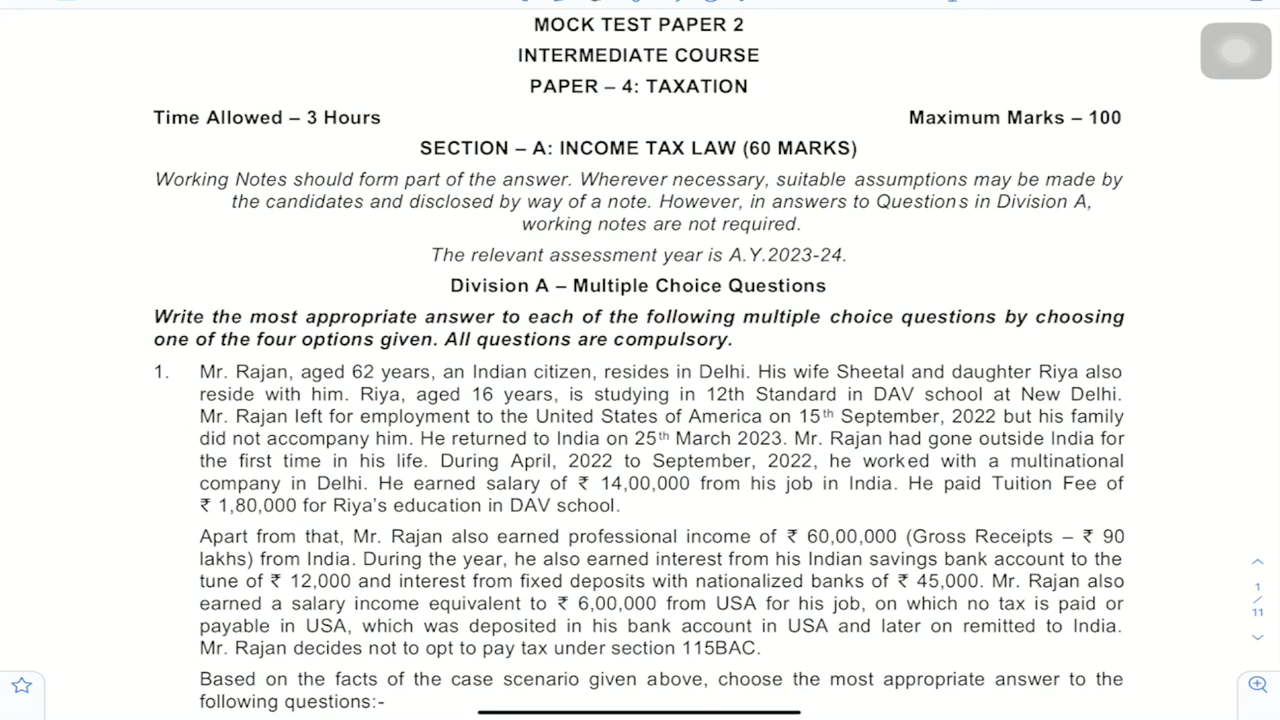 MOCK TEST PAPER 2
INTERMEDIATE COURSE
PAPER – 4: TAXATION
Time Allowed – 3 Hours Maximum Marks – 100
SECTION – A: INCOME TAX LAW (60 MARKS)
Working Notes should form part of the answer. Wherever necessary, suitable assumptions may be made by
the candidates and disclosed by way of a note. However, in answers to Questions in Division A,
working notes are not required.
The relevant assessment year is A.Y.2023-24.
Division A – Multiple Choice Questions
Write the most appropriate answer to each of the following multiple choice questions by choosing
one of the four options given. All questions are compulsory.
1. Mr. Rajan, aged 62 years, an Indian citizen, resides in Delhi. His wife Sheetal and daughter Riya also
reside with him. Riya, aged 16 years, is studying in 12th Standard in DAV school at New Delhi.
Mr. Rajan left for employment to the United States of America on 15th September, 2022 but his family
did not accompany him. He returned to India on 25th March 2023. Mr. Rajan had gone outside India for
the first time in his life. During April, 2022 to September, 2022, he worked with a multinational
company in Delhi. He earned salary of ₹ 14,00,000 from his job in India. He paid Tuition Fee of
₹ 1,80,000 for Riya's education in DAV school.
Apart from that, Mr. Rajan also earned professional income of ₹ 60,00,000 (Gross Receipts – ₹ 90
lakhs) from India. During the year, he also earned interest from his Indian savings bank account to the
tune of ₹ 12,000 and interest from fixed deposits with nationalized banks of ₹ 45,000. Mr. Rajan also
earned a salary income equivalent to ₹ 6,00,000 from USA for his job, on which no tax is paid or
payable in USA, which was deposited in his bank account in USA and later on remitted to India.
Mr. Rajan decides not to opt to pay tax under section 115BAC.
Based on the facts of the case scenario given above, choose the most appropriate answer to the
following questions:-
1
/
11